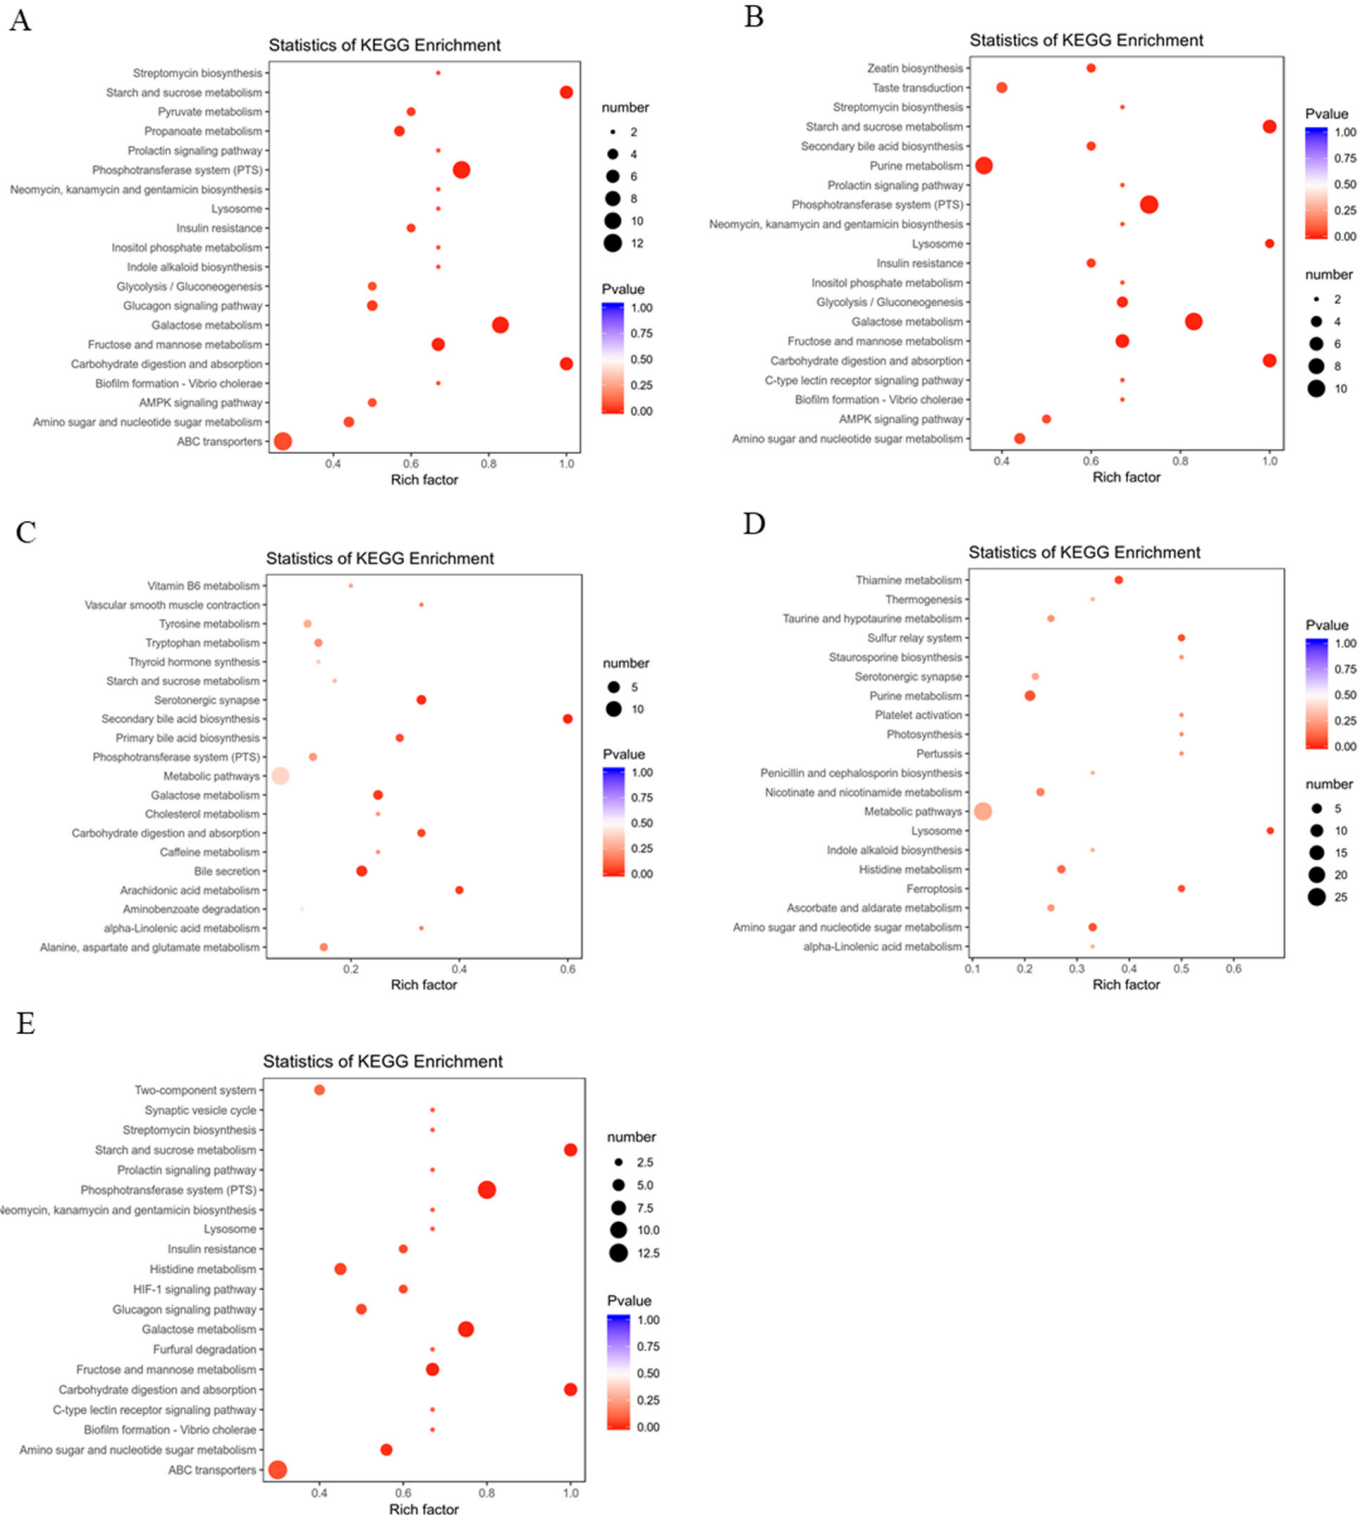 A
Statistics of KEGG Enrichment
Streptomycin biosynthesis
Starch and sucrose metabolism
Pyruvate metabolism
Propanoate metabolism
Prolactin signaling pathway
Phosphotransferase system (PTS)
Neomycin, kanamycin and gentamicin biosynthesis
Lysosome
Insulin resistance
Inositol phosphate metabolism
Indole alkaloid biosynthesis
Glycolysis / Gluconeogenesis
Glucagon signaling pathway
Galactose metabolism
Fructose and mannose metabolism
Carbohydrate digestion and absorption
Biofilm formation - Vibrio cholerae
AMPK signaling pathway
Amino sugar and nucleotide sugar metabolism
ABC transporters
0.4 0.6 0.8 1.0
Rich factor
number
2
4
6
8
10
12
Pvalue
1.00
0.75
0.50
0.25
0.00
B
Statistics of KEGG Enrichment
Zeatin biosynthesis
Taste transduction
Streptomycin biosynthesis
Starch and sucrose metabolism
Secondary bile acid biosynthesis
Purine metabolism
Prolactin signaling pathway
Phosphotransferase system (PTS)
Neomycin, kanamycin and gentamicin biosynthesis
Lysosome
Insulin resistance
Inositol phosphate metabolism
Glycolysis / Gluconeogenesis
Galactose metabolism
Fructose and mannose metabolism
Carbohydrate digestion and absorption
C-type lectin receptor signaling pathway
Biofilm formation - Vibrio cholerae
AMPK signaling pathway
Amino sugar and nucleotide sugar metabolism
0.4 0.6 0.8 1.0
Rich factor
Pvalue
1.00
0.75
0.50
0.25
0.00
number
2
4
6
8
10
C
Statistics of KEGG Enrichment
Vitamin B6 metabolism
Vascular smooth muscle contraction
Tyrosine metabolism
Tryptophan metabolism
Thyroid hormone synthesis
Starch and sucrose metabolism
Serotonergic synapse
Secondary bile acid biosynthesis
Primary bile acid biosynthesis
Phosphotransferase system (PTS)
Metabolic pathways
Galactose metabolism
Cholesterol metabolism
Carbohydrate digestion and absorption
Caffeine metabolism
Bile secretion
Arachidonic acid metabolism
Aminobenzoate degradation
alpha-Linolenic acid metabolism
Alanine, aspartate and glutamate metabolism
0.2 0.4 0.6
Rich factor
number
5
10
Pvalue
1.00
0.75
0.50
0.25
0.00
D
Statistics of KEGG Enrichment
Thiamine metabolism
Thermogenesis
Taurine and hypotaurine metabolism
Sulfur relay system
Staurosporine biosynthesis
Serotonergic synapse
Purine metabolism
Platelet activation
Photosynthesis
Pertussis
Penicillin and cephalosporin biosynthesis
Nicotinate and nicotinamide metabolism
Metabolic pathways
Lysosome
Indole alkaloid biosynthesis
Histidine metabolism
Ferroptosis
Ascorbate and aldarate metabolism
Amino sugar and nucleotide sugar metabolism
alpha-Linolenic acid metabolism
0.1 0.2 0.3 0.4 0.5 0.6
Rich factor
Pvalue
1.00
0.75
0.50
0.25
0.00
number
5
10
15
20
25
E
Statistics of KEGG Enrichment
Two-component system
Synaptic vesicle cycle
Streptomycin biosynthesis
Starch and sucrose metabolism
Prolactin signaling pathway
Phosphotransferase system (PTS)
Neomycin, kanamycin and gentamicin biosynthesis
Lysosome
Insulin resistance
Histidine metabolism
HIF-1 signaling pathway
Glucagon signaling pathway
Galactose metabolism
Furfural degradation
Fructose and mannose metabolism
Carbohydrate digestion and absorption
C-type lectin receptor signaling pathway
Biofilm formation - Vibrio cholerae
Amino sugar and nucleotide sugar metabolism
ABC transporters
0.4 0.6 0.8 1.0
Rich factor
number
2.5
5.0
7.5
10.0
12.5
Pvalue
1.00
0.75
0.50
0.25
0.00